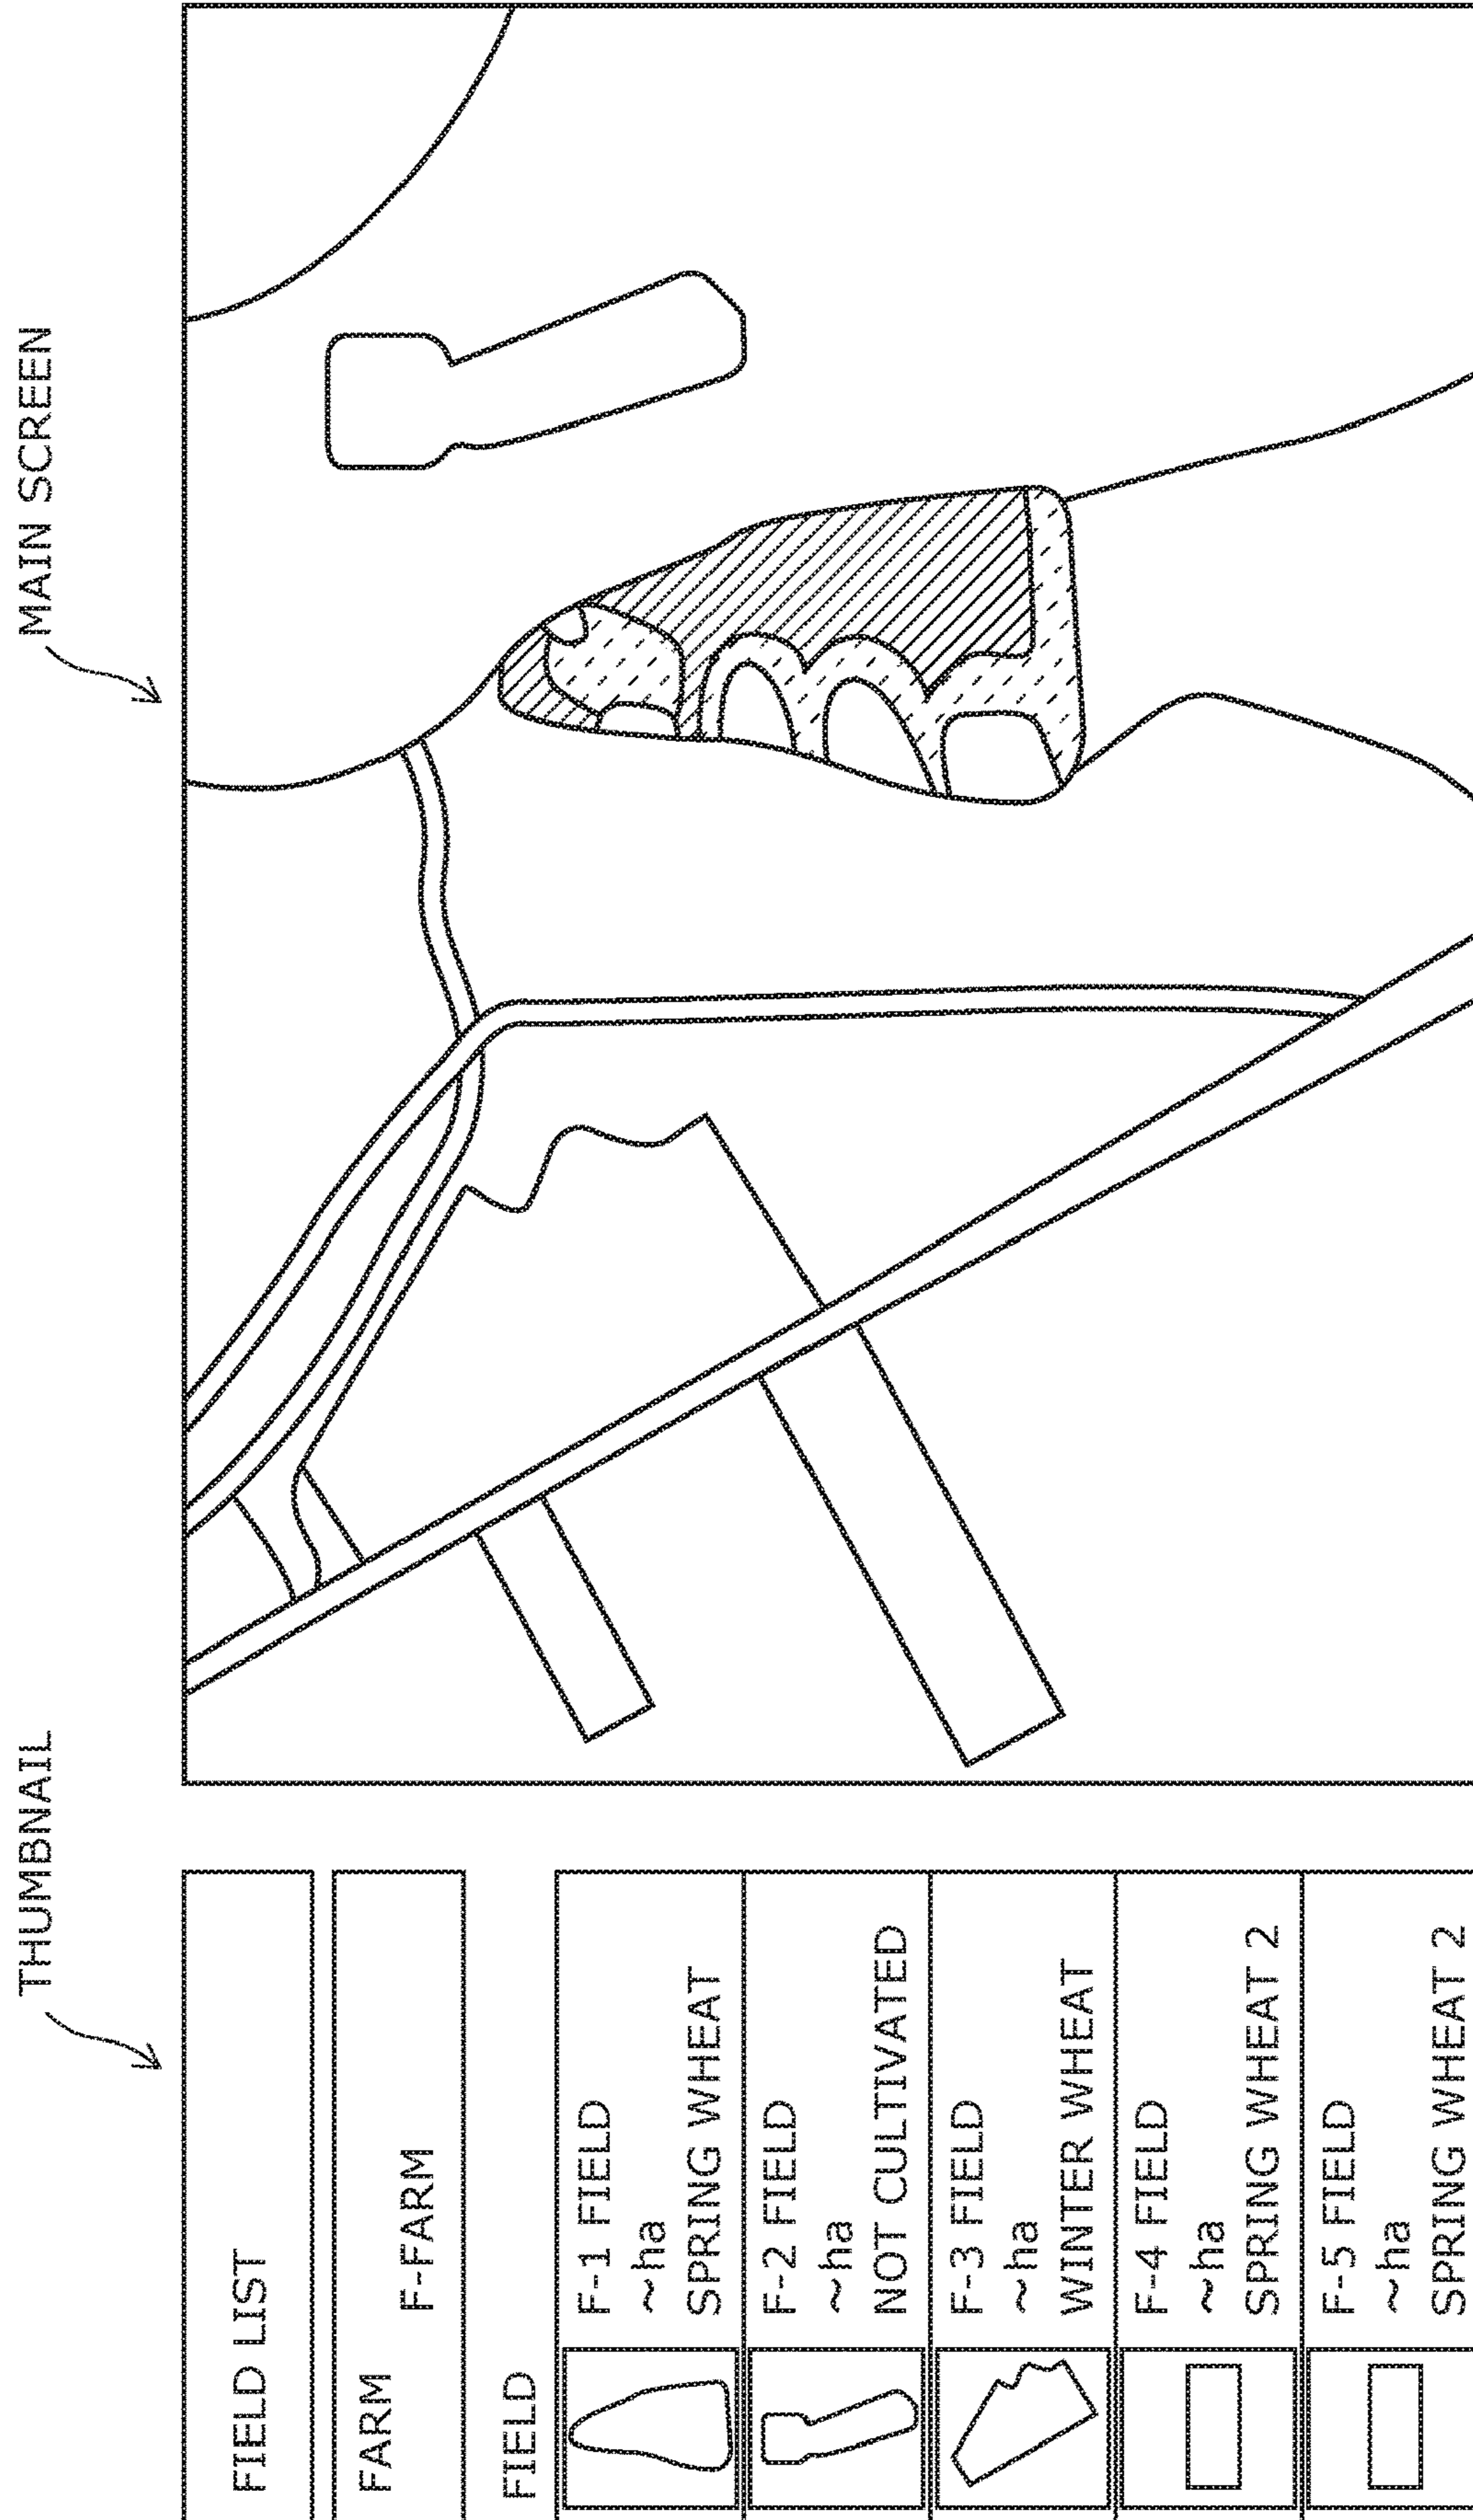 THUMBNAIL
MAIN SCREEN
FIELD LIST
FARM
F-FARM
FIELD
F-1 FIELD
~ha
SPRING WHEAT
F-2 FIELD
~ha
NOT CULTIVATED
F-3 FIELD
~ha
WINTER WHEAT
F-4 FIELD
~ha
SPRING WHEAT 2
F-5 FIELD
~ha
SPRING WHEAT 2